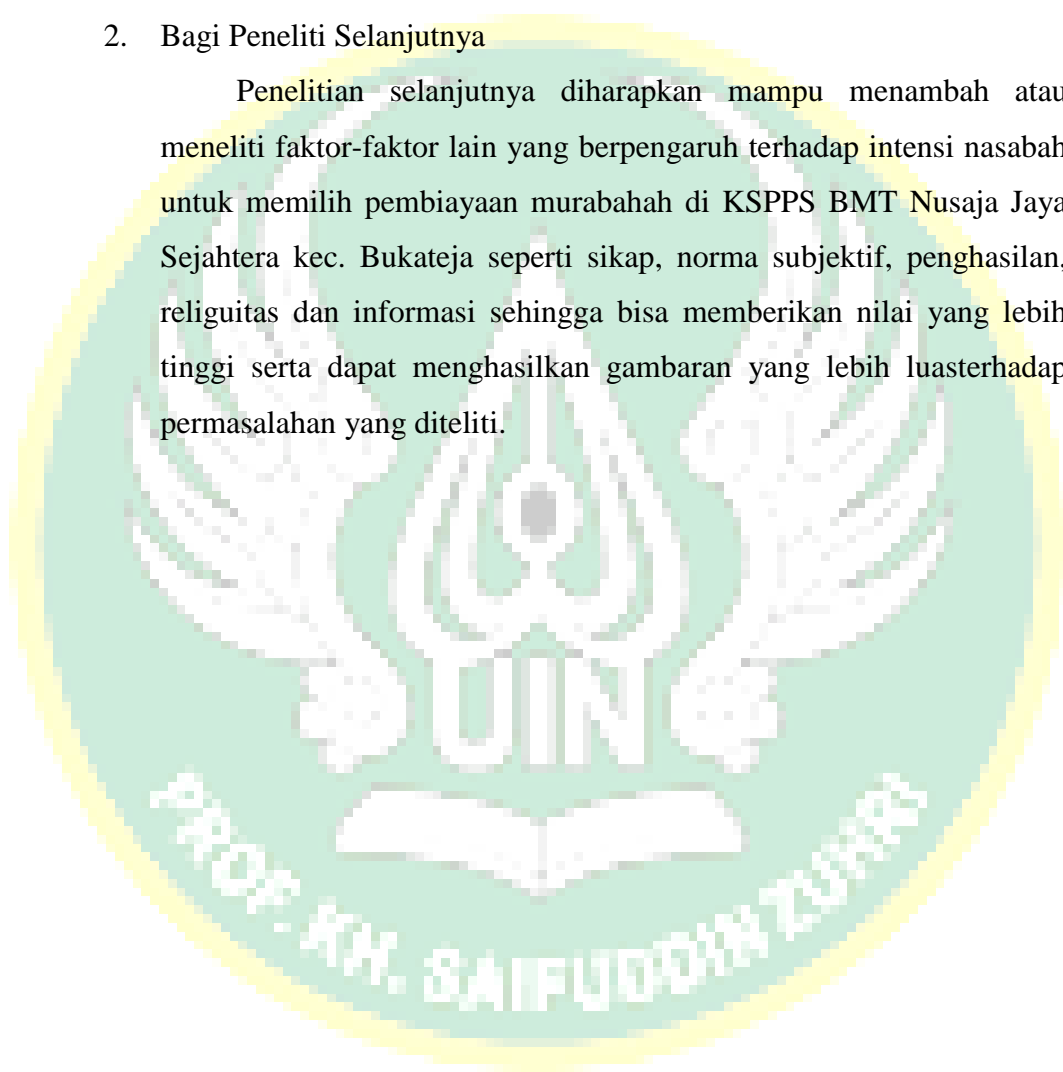 2. Bagi Peneliti Selanjutnya
Penelitian selanjutnya diharapkan mampu menambah atau
meneliti faktor-faktor lain yang berpengaruh terhadap intensi nasabah
untuk memilih pembiayaan murabahah di KSPPS BMT Nusaja Jaya
Sejahtera kec. Bukateja seperti sikap, norma subjektif, penghasilan,
religuitas dan informasi sehingga bisa memberikan nilai yang lebih
tinggi serta dapat menghasilkan gambaran yang lebih luasterhadap
permasalahan yang diteliti.
UIN
PROF. KH. SAIFUDDIN ZUHRI